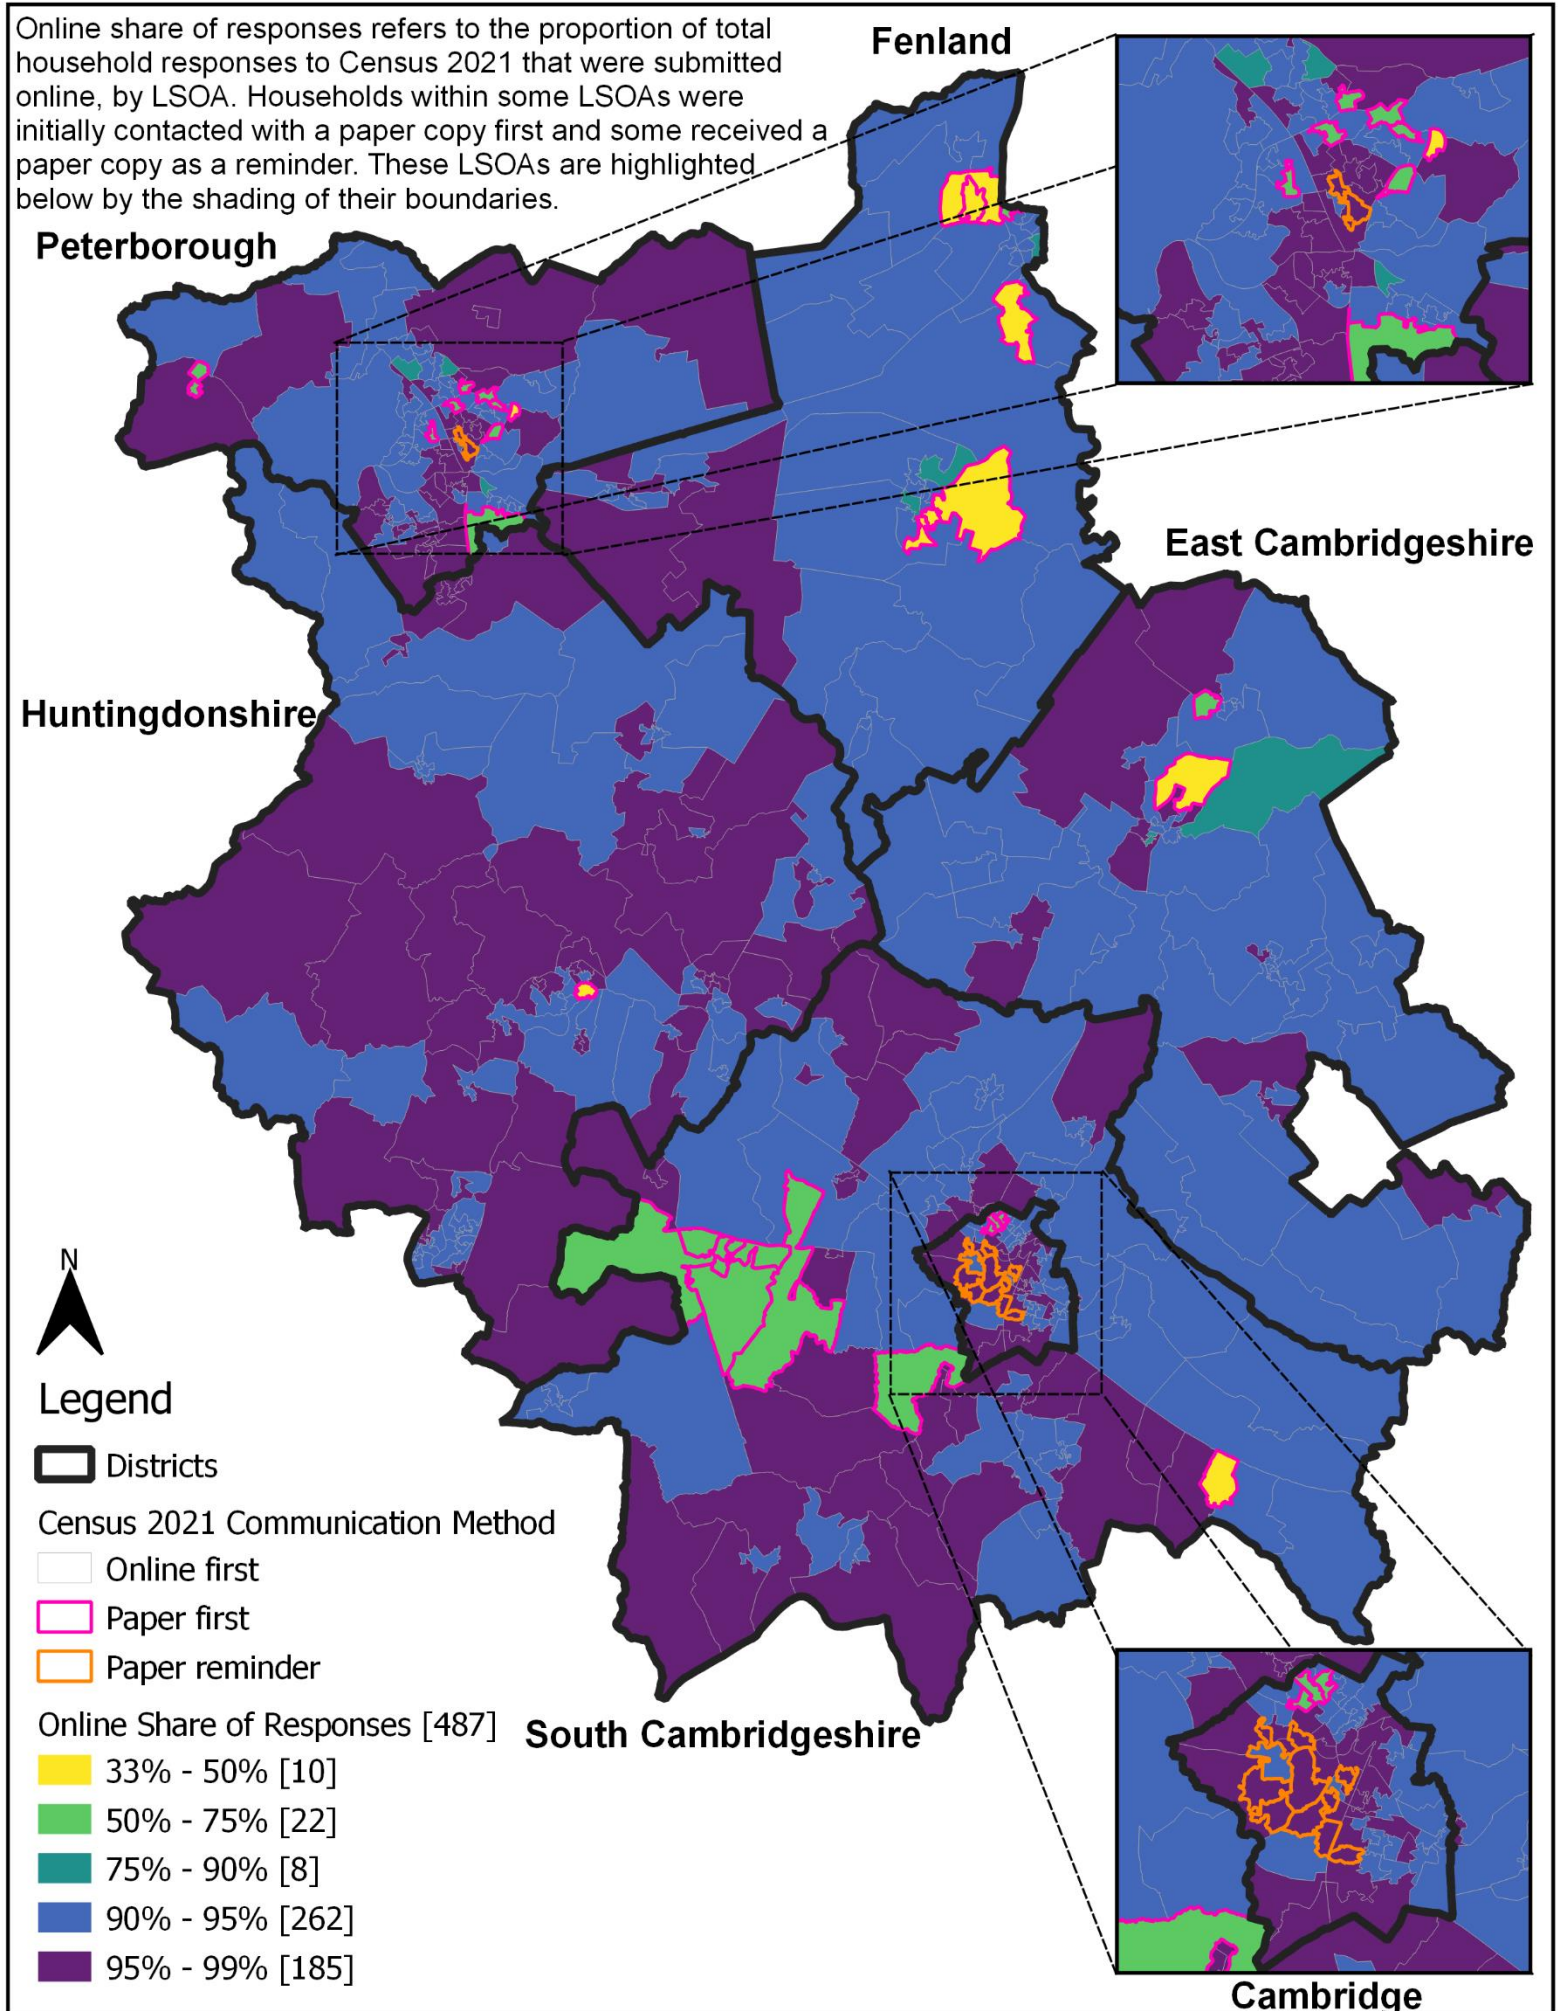 Online share of responses refers to the proportion of total
household responses to Census 2021 that were submitted
online, by LSOA. Households within some LSOAs were
initially contacted with a paper copy first and some received a
paper copy as a reminder. These LSOAs are highlighted
below by the shading of their boundaries.
Fenland
Peterborough
East Cambridgeshire
Huntingdonshire
N
Legend
Districts
Census 2021 Communication Method
Online first
Paper first
Paper reminder
Online Share of Responses [487]
33% - 50% [10]
50% - 75% [22]
75% - 90% [8]
90% - 95% [262]
95% - 99% [185]
South Cambridgeshire
Cambridge